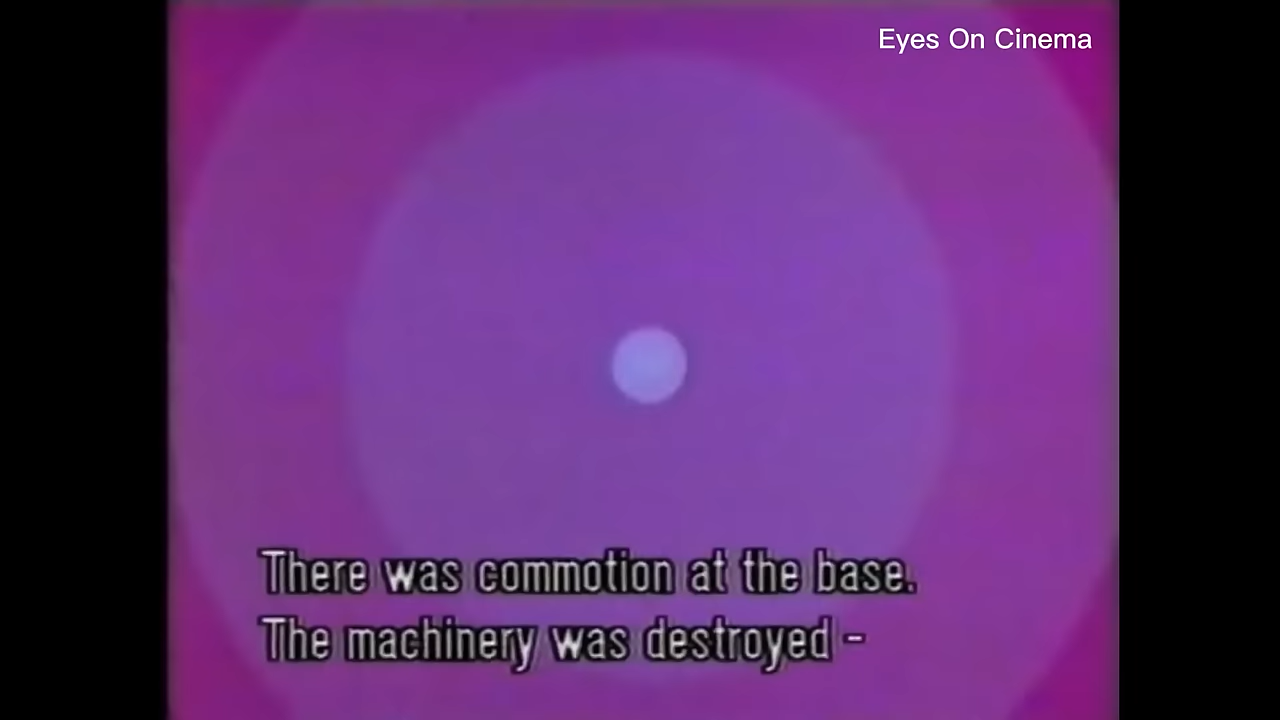 Eyes On Cinema
There was commotion at the base.
The machinery was destroyed -